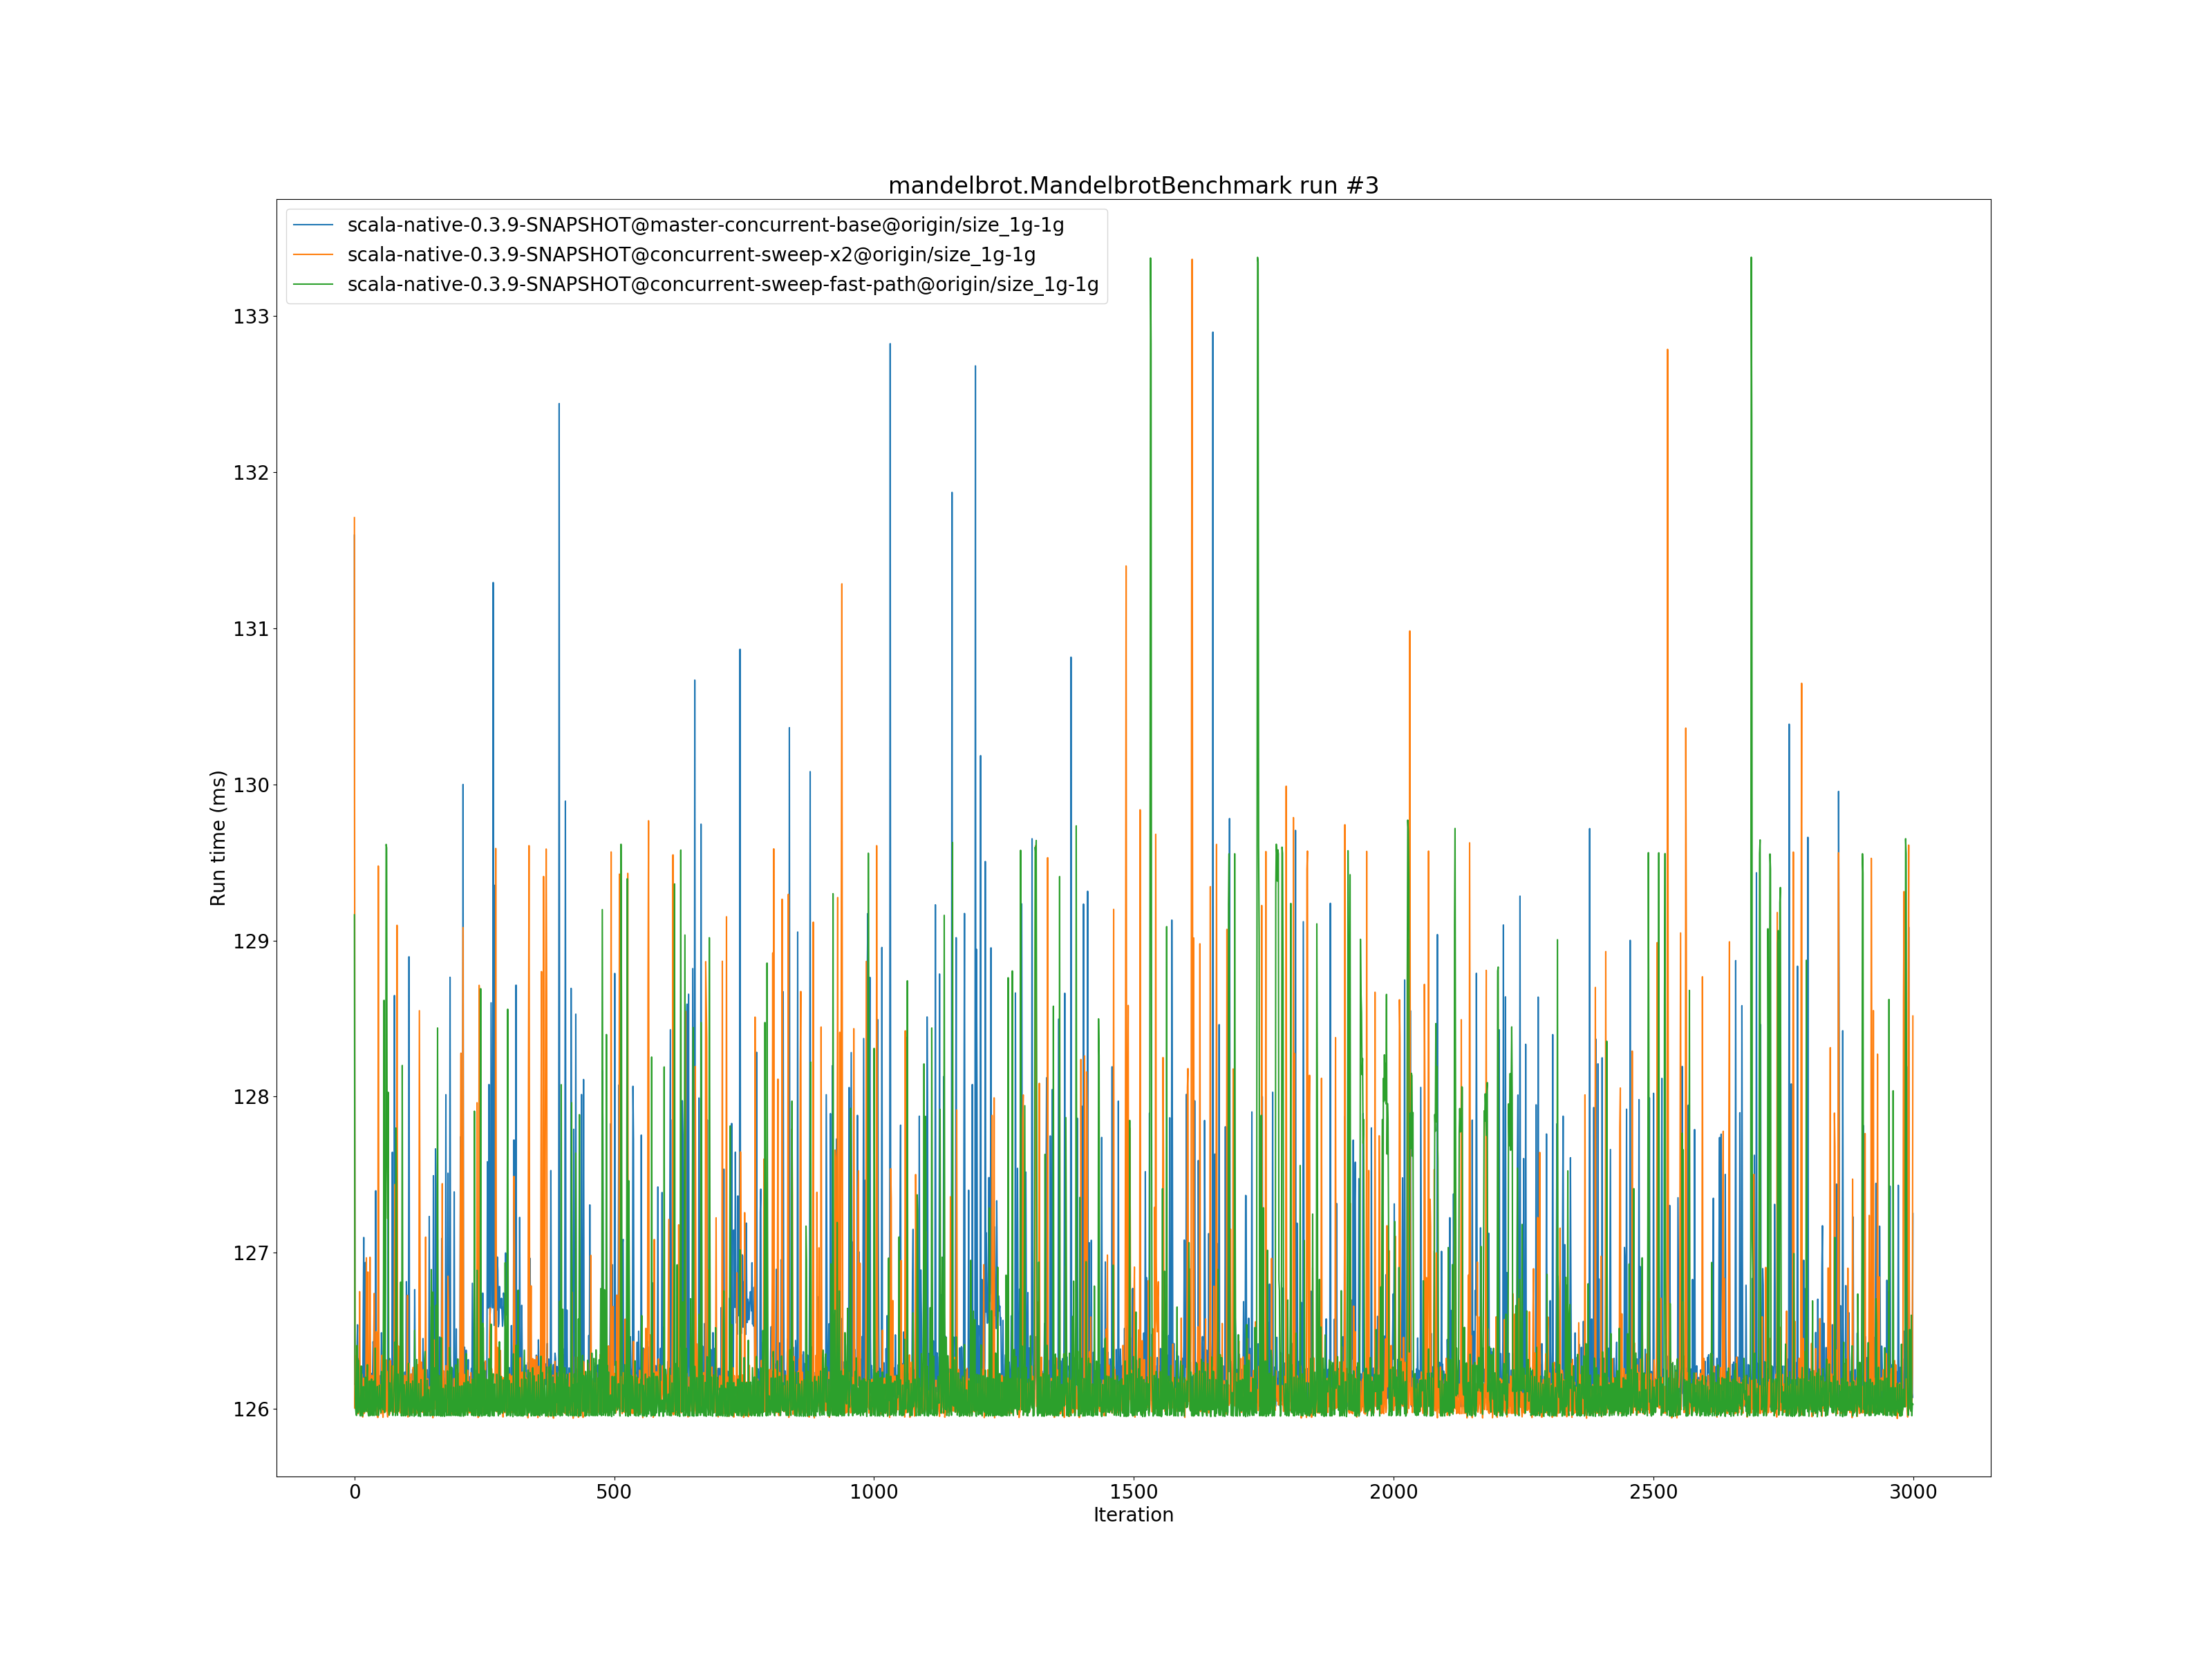 mandelbrot.MandelbrotBenchmark run #3
scala-native-0.3.9-SNAPSHOT@master-concurrent-base@origin/size_1g-1g
scala-native-0.3.9-SNAPSHOT@concurrent-sweep-x2@origin/size_1g-1g
scala-native-0.3.9-SNAPSHOT@concurrent-sweep-fast-path@origin/size_1g-1g
133
132
131
130
129
128
127
126
Run time (ms)
0 500 1000 1500 2000 2500 3000
Iteration